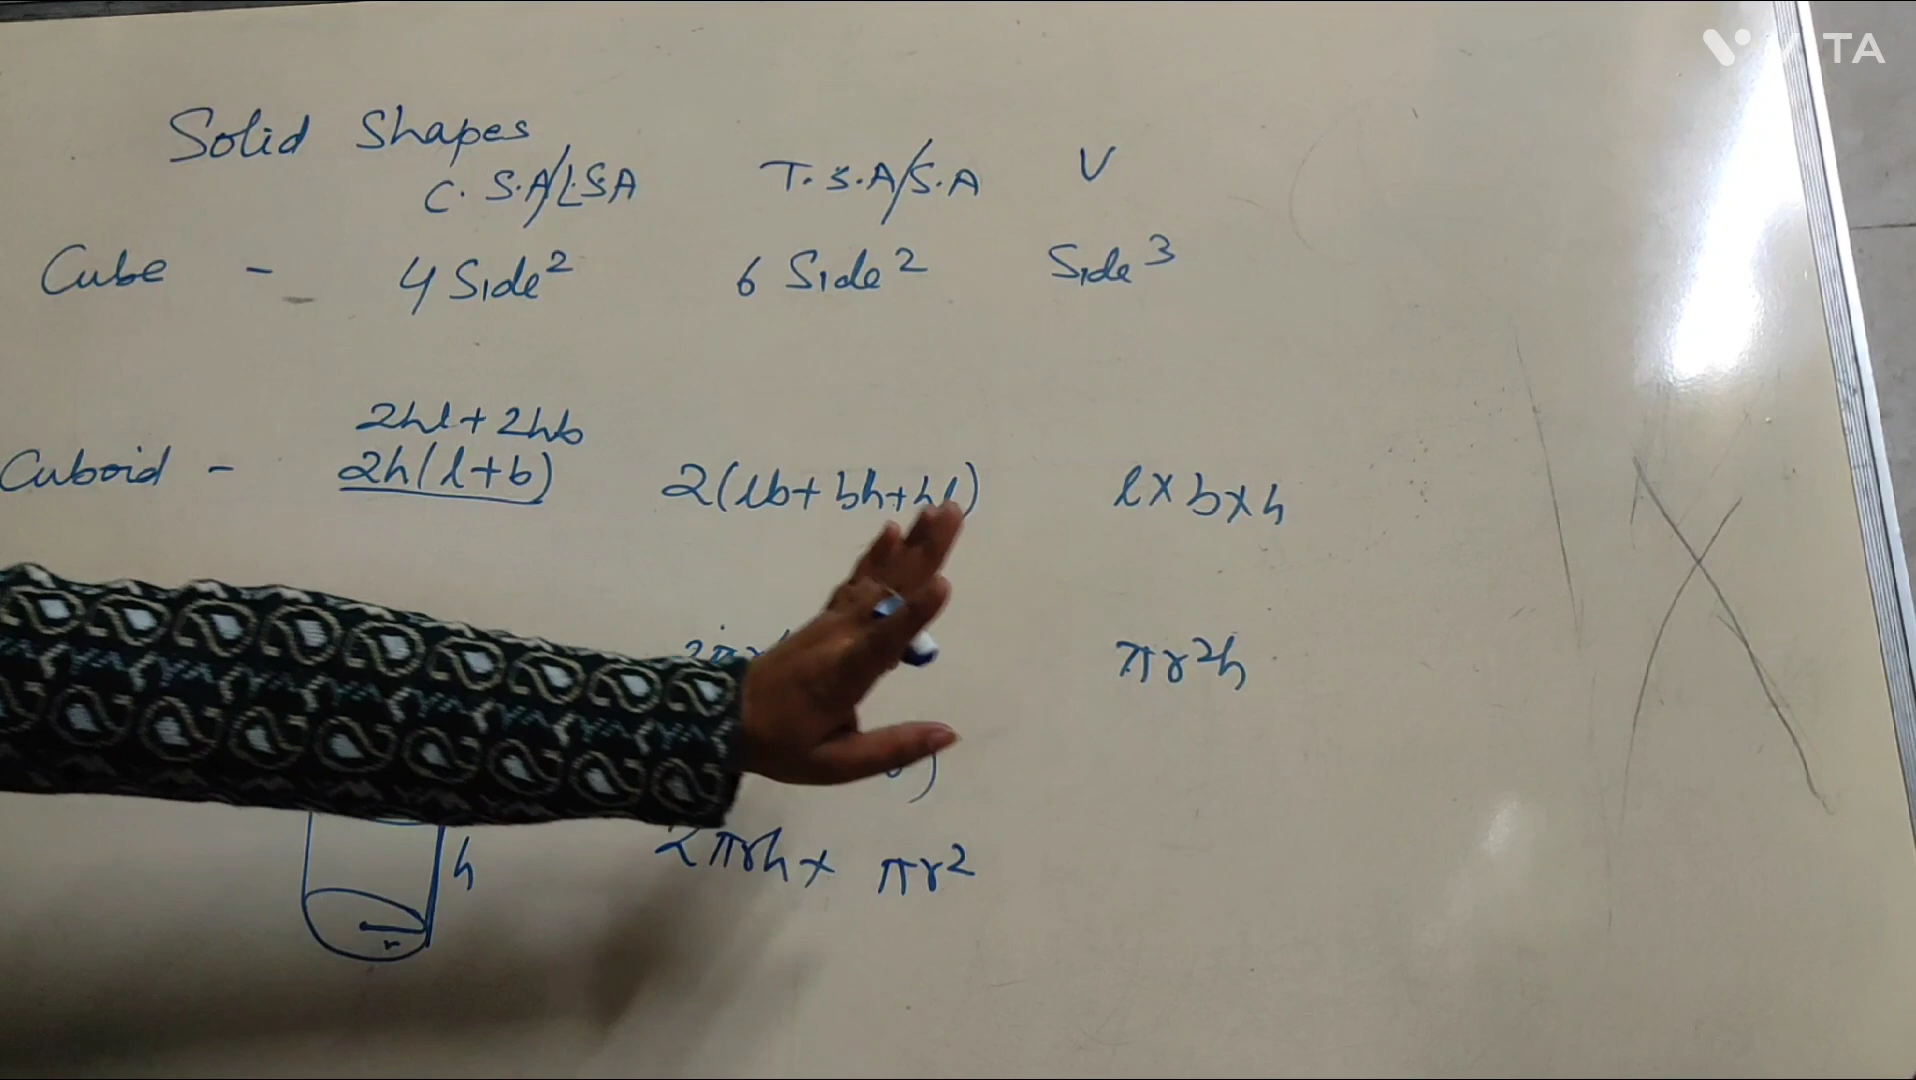 Solid Shapes
C.S.A/LSA T.S.A/S.A V
Cube - 4 Side² 6 Side² Side³
2hl+2hb
Cuboid - 2h(l+b) 2(lb+bh+hl) l×b×h
πr²h
2πrh+ πr²
h
r